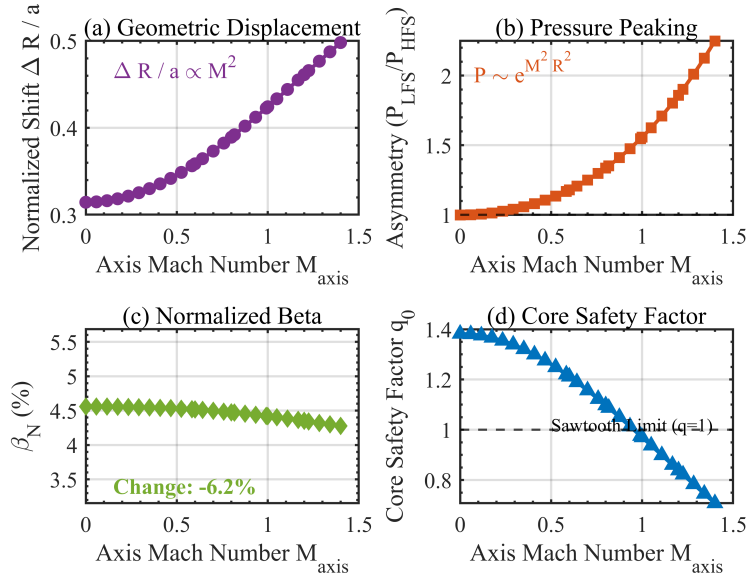 (a) Geometric Displacement
Normalized Shift Δ R / a
0.5
0.4
0.3
Δ R / a ∝ M²
0
0.5
1
1.5
Axis Mach Number M_axis
(b) Pressure Peaking
Asymmetry (P_LFS/P_HFS)
2
1.5
1
P ~ e^{M² R²}
0
0.5
1
1.5
Axis Mach Number M_axis
(c) Normalized Beta
β_N (%)
5.5
5
4.5
4
3.5
Change: -6.2%
0
0.5
1
1.5
Axis Mach Number M_axis
(d) Core Safety Factor
Core Safety Factor q_0
1.4
1.2
1
0.8
Sawtooth Limit (q=1)
0
0.5
1
1.5
Axis Mach Number M_axis